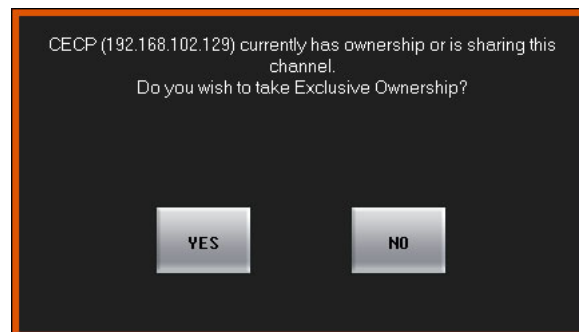 CECP (192.168.102.129) currently has ownership or is sharing this
channel.
Do you wish to take Exclusive Ownership?
YES
NO